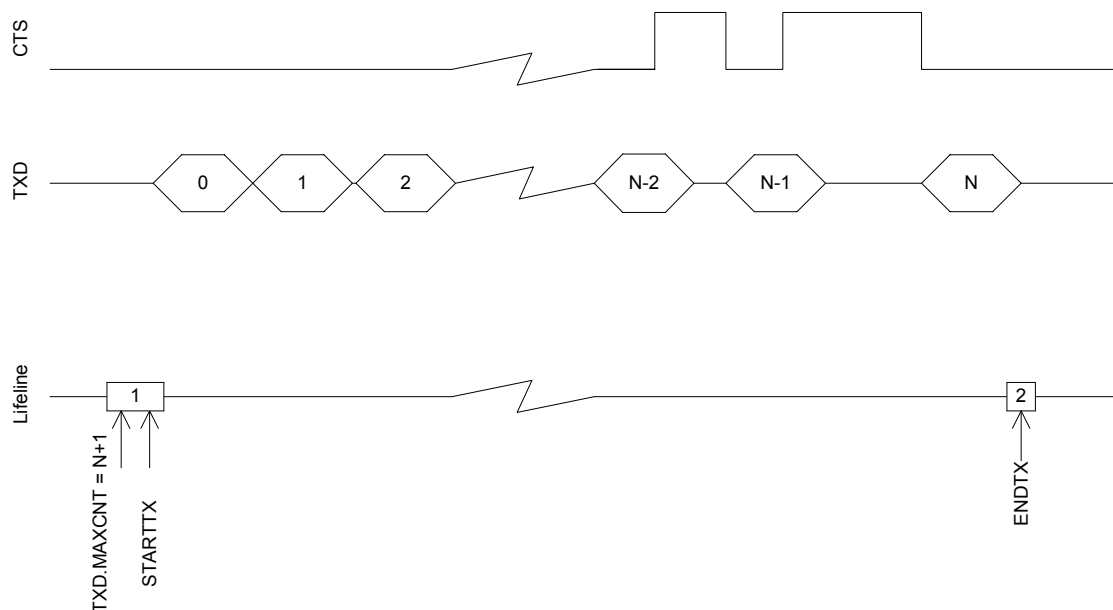 CTS
TXD
0
1
2
N-2
N-1
N
Lifeline
1
2
TXD.MAXCNT = N+1
STARTTX
ENDTX